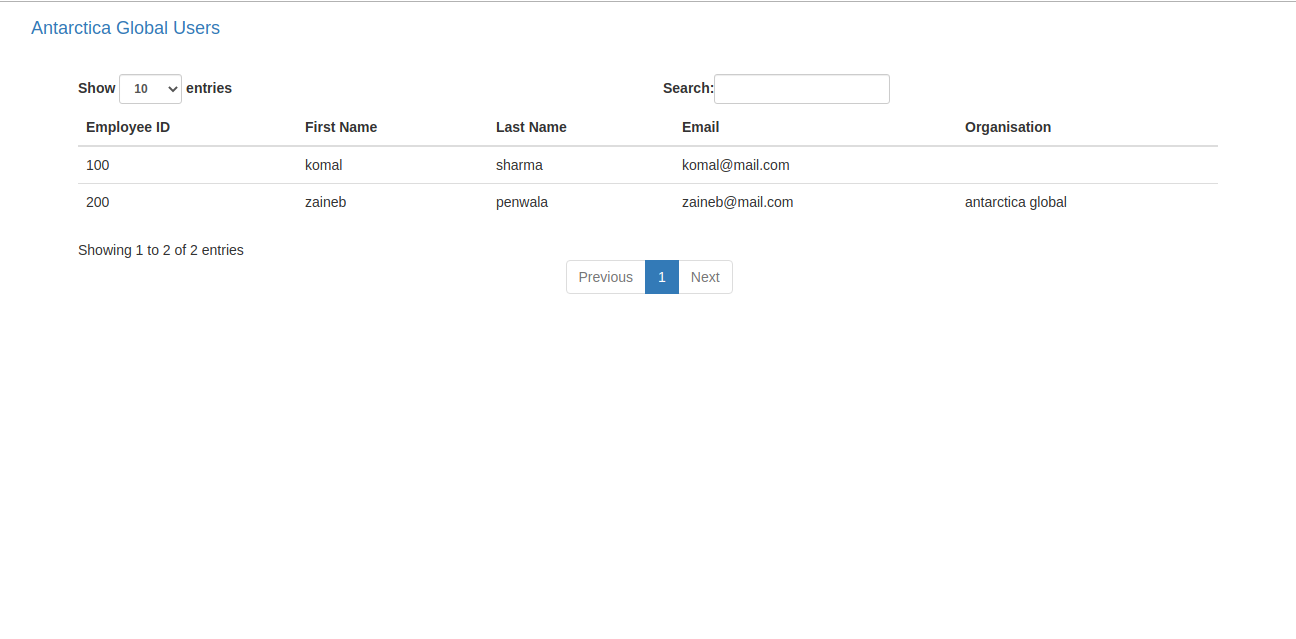 Antarctica Global Users
Show 10 entries Search:
Employee ID First Name Last Name Email Organisation
100 komal sharma komal@mail.com
200 zaineb penwala zaineb@mail.com antarctica global
Showing 1 to 2 of 2 entries
Previous 1 Next